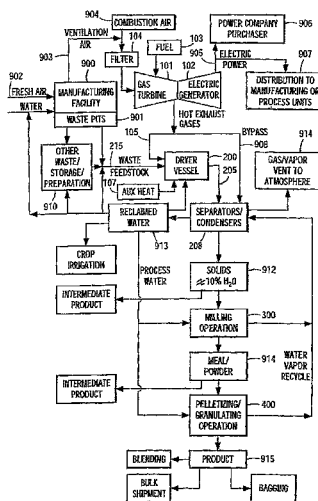 904
COMBUSTION AIR
FUEL
103
POWER COMPANY
PURCHASER
906
VENTILATION
AIR
104
903
900
FILTER
101
102
905
ELECTRIC
POWER
907
902
FRESH AIR
WATER
MANUFACTURING
FACILITY
WASTE PITS
901
GAS
TURBINE
ELECTRIC
GENERATOR
DISTRIBUTION TO
MANUFACTURING OR
PROCESS UNITS
HOT EXHAUST
GASES
105
BYPASS
908
914
OTHER
WASTE/
STORAGE/
PREPARATION
910
215
WASTE
FEEDSTOCK
107
AUX HEAT
DRYER
VESSEL
200
205
GAS/VAPOR
VENT TO
ATMOSPHERE
RECLAIMED
WATER
913
SEPARATORS/
CONDENSERS
208
CROP
IRRIGATION
PROCESS
WATER
SOLIDS
≈10% H₂O
912
INTERMEDIATE
PRODUCT
MILLING
OPERATION
300
MEAL/
POWDER
914
WATER
VAPOR
RECYCLE
INTERMEDIATE
PRODUCT
PELLETIZING/
GRANULATING
OPERATION
400
PRODUCT
915
BLENDING
BULK
SHIPMENT
BAGGING